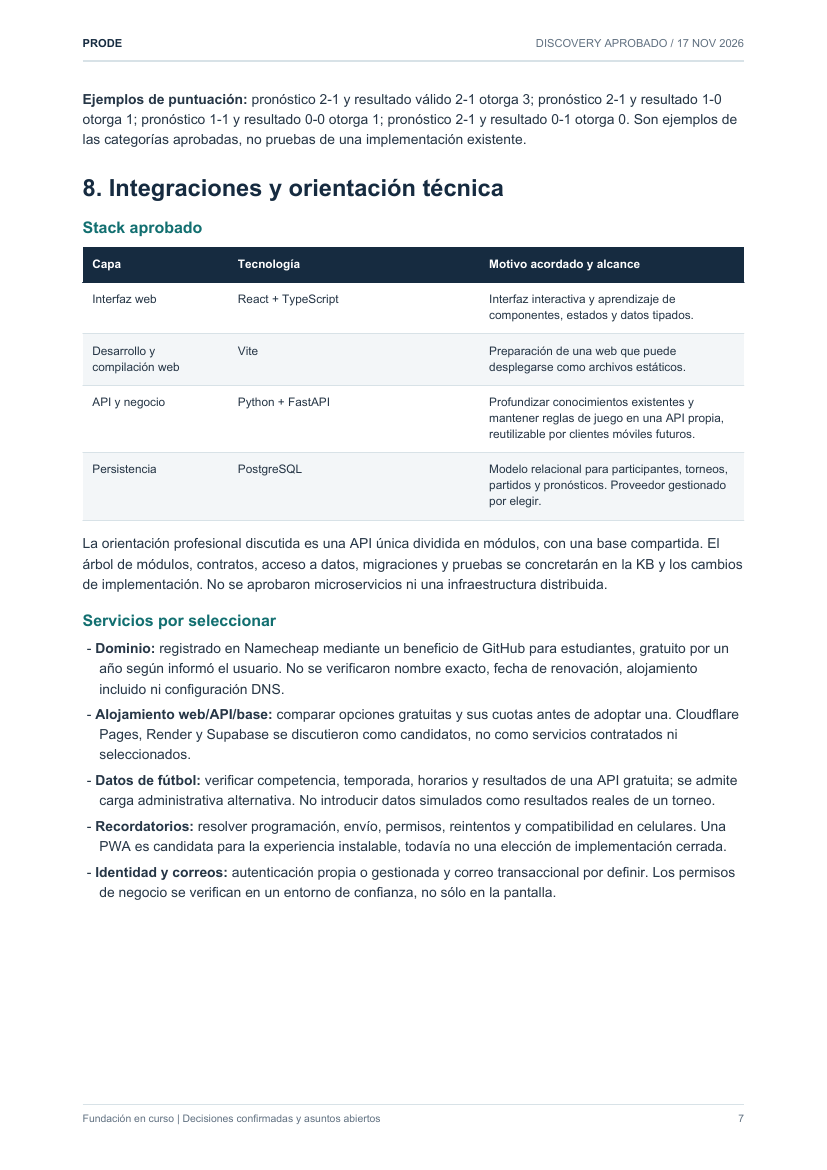 PRODE
DISCOVERY APROBADO / 17 NOV 2026
Ejemplos de puntuación: pronóstico 2-1 y resultado válido 2-1 otorga 3; pronóstico 2-1 y resultado 1-0
otorga 1; pronóstico 1-1 y resultado 0-0 otorga 1; pronóstico 2-1 y resultado 0-1 otorga 0. Son ejemplos de
las categorías aprobadas, no pruebas de una implementación existente.
8. Integraciones y orientación técnica
Stack aprobado
Capa
Tecnología
Motivo acordado y alcance
Interfaz web
React + TypeScript
Interfaz interactiva y aprendizaje de
componentes, estados y datos tipados.
Desarrollo y
compilación web
Vite
Preparación de una web que puede
desplegarse como archivos estáticos.
API y negocio
Python + FastAPI
Profundizar conocimientos existentes y
mantener reglas de juego en una API propia,
reutilizable por clientes móviles futuros.
Persistencia
PostgreSQL
Modelo relacional para participantes, torneos,
partidos y pronósticos. Proveedor gestionado
por elegir.
La orientación profesional discutida es una API única dividida en módulos, con una base compartida. El
árbol de módulos, contratos, acceso a datos, migraciones y pruebas se concretarán en la KB y los cambios
de implementación. No se aprobaron microservicios ni una infraestructura distribuida.
Servicios por seleccionar
- Dominio: registrado en Namecheap mediante un beneficio de GitHub para estudiantes, gratuito por un
año según informó el usuario. No se verificaron nombre exacto, fecha de renovación, alojamiento
incluido ni configuración DNS.
- Alojamiento web/API/base: comparar opciones gratuitas y sus cuotas antes de adoptar una. Cloudflare
Pages, Render y Supabase se discutieron como candidatos, no como servicios contratados ni
seleccionados.
- Datos de fútbol: verificar competencia, temporada, horarios y resultados de una API gratuita; se admite
carga administrativa alternativa. No introducir datos simulados como resultados reales de un torneo.
- Recordatorios: resolver programación, envío, permisos, reintentos y compatibilidad en celulares. Una
PWA es candidata para la experiencia instalable, todavía no una elección de implementación cerrada.
- Identidad y correos: autenticación propia o gestionada y correo transaccional por definir. Los permisos
de negocio se verifican en un entorno de confianza, no sólo en la pantalla.
Fundación en curso | Decisiones confirmadas y asuntos abiertos
7